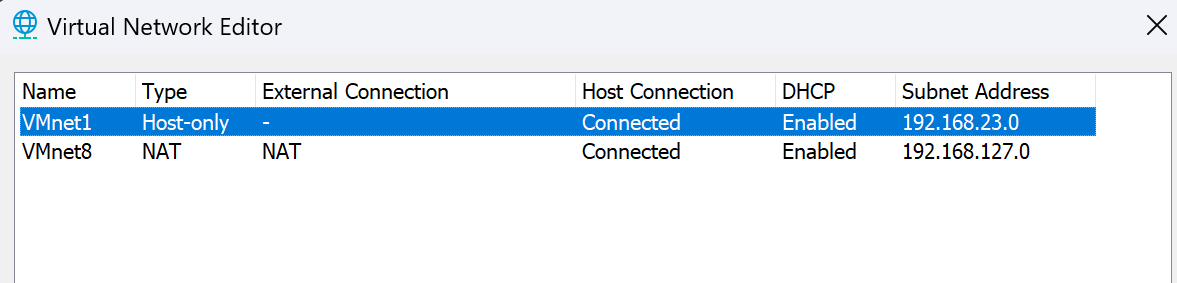 Virtual Network Editor
Name Type External Connection Host Connection DHCP Subnet Address
VMnet1 Host-only - Connected Enabled 192.168.23.0
VMnet8 NAT NAT Connected Enabled 192.168.127.0